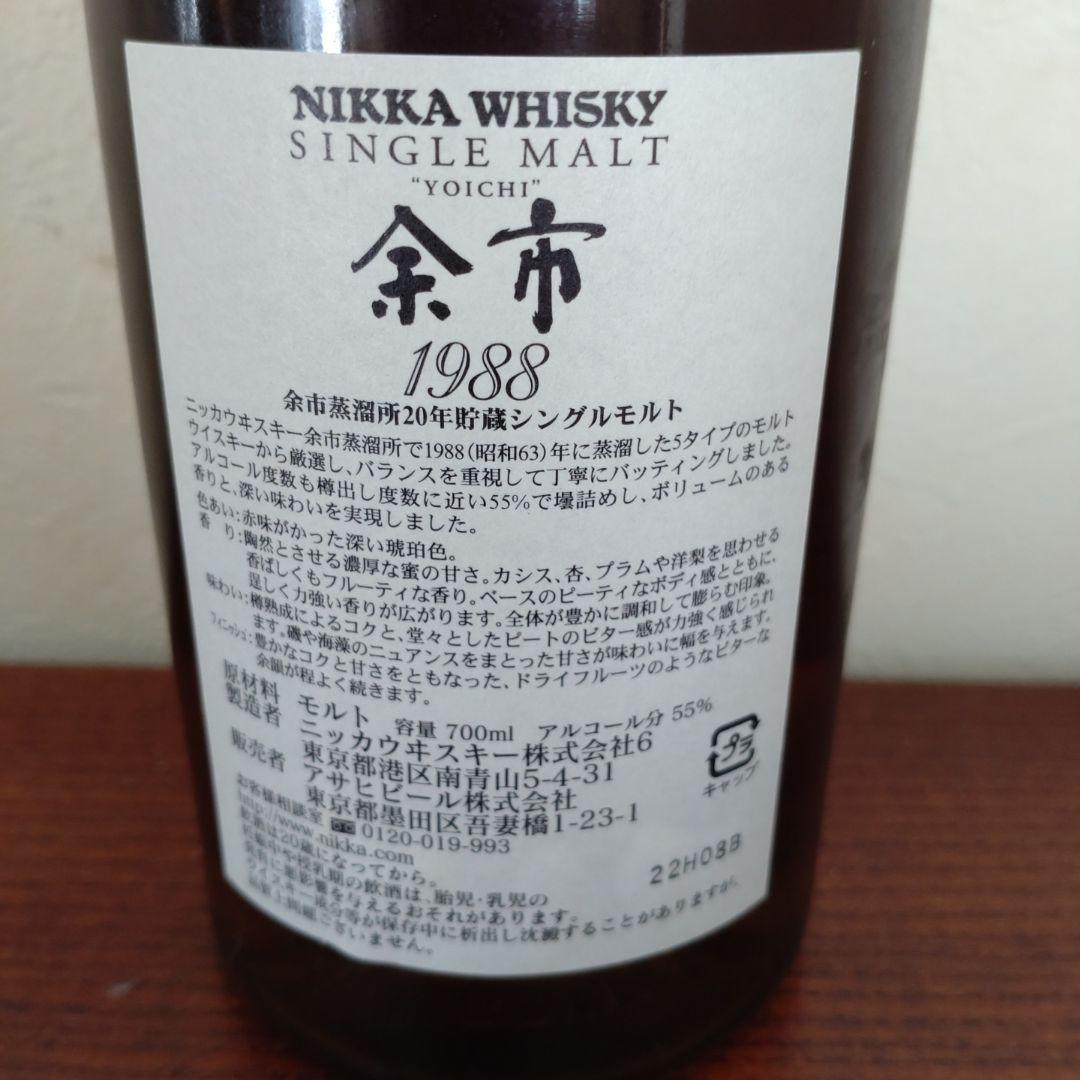 NIKKA WHISKY
SINGLE MALT
"YOICHI"
余市
1988
余市蒸溜所20年貯蔵シングルモルト
ニッカウヰスキー余市蒸溜所で1988(昭和63)年に蒸溜した5タイプのモルト
ウイスキーから厳選し、バランスを重視して丁寧にバッティングしました。
アルコール度数も樽出し度数に近い55%で壜詰めし、ボリュームのある
香りと、深い味わいを実現しました。
色あい:赤味がかった深い琥珀色。
香 り:陶然とさせる濃厚な蜜の甘さ。カシス、杏、プラムや洋梨を思わせる
香ばしくもフルーティな香り。ベースのピーティなボディ感とともに、
逞しく力強い香りが広がります。全体が豊かに調和して膨らむ印象。
味わい:樽熟成によるコクと、堂々としたピートのビター感が力強く感じられ
ます。磯や海藻のニュアンスをまとった甘さが味わいに幅を与えます。
フィニッシュ:豊かなコクと甘さをともなった、ドライフルーツのようなビターな
余韻が程よく続きます。
原材料 モルト 容量 700ml アルコール分 55%
製造者 ニッカウヰスキー株式会社6
東京都港区南青山5-4-31
販売者 アサヒビール株式会社
東京都墨田区吾妻橋1-23-1
お客様相談室 0120-019-993
http://www.nikka.com
飲酒は20歳になってから。
妊娠中や授乳期の飲酒は、胎児・乳児の
発育に悪影響を与えるおそれがあります。
ウイスキー成分等が保存中に析出し沈澱することがありますが、
品質上問題ございません。
プラ
キャップ
22H08B